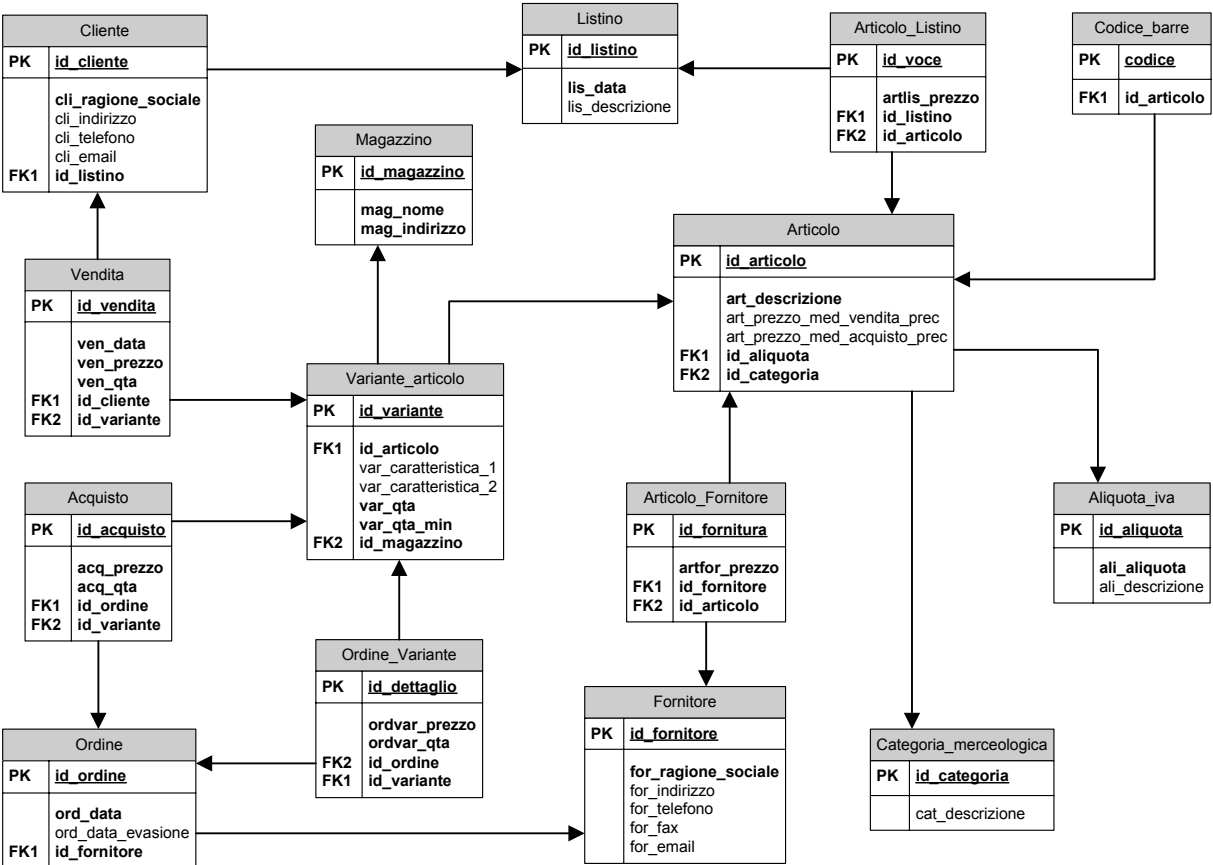 Cliente
PK id_cliente
cli_ragione_sociale
cli_indirizzo
cli_telefono
cli_email
FK1 id_listino
Listino
PK id_listino
lis_data
lis_descrizione
Articolo_Listino
PK id_voce
artlis_prezzo
FK1 id_listino
FK2 id_articolo
Codice_barre
PK codice
FK1 id_articolo
Magazzino
PK id_magazzino
mag_nome
mag_indirizzo
Articolo
PK id_articolo
art_descrizione
art_prezzo_med_vendita_prec
art_prezzo_med_acquisto_prec
FK1 id_aliquota
FK2 id_categoria
Vendita
PK id_vendita
ven_data
ven_prezzo
ven_qta
FK1 id_cliente
FK2 id_variante
Variante_articolo
PK id_variante
FK1 id_articolo
var_caratteristica_1
var_caratteristica_2
var_qta
var_qta_min
FK2 id_magazzino
Acquisto
PK id_acquisto
acq_prezzo
acq_qta
FK1 id_ordine
FK2 id_variante
Articolo_Fornitore
PK id_fornitura
artfor_prezzo
FK1 id_fornitore
FK2 id_articolo
Aliquota_iva
PK id_aliquota
ali_aliquota
ali_descrizione
Ordine_Variante
PK id_dettaglio
ordvar_prezzo
ordvar_qta
FK2 id_ordine
FK1 id_variante
Fornitore
PK id_fornitore
for_ragione_sociale
for_indirizzo
for_telefono
for_fax
for_email
Ordine
PK id_ordine
ord_data
ord_data_evasione
FK1 id_fornitore
Categoria_merceologica
PK id_categoria
cat_descrizione